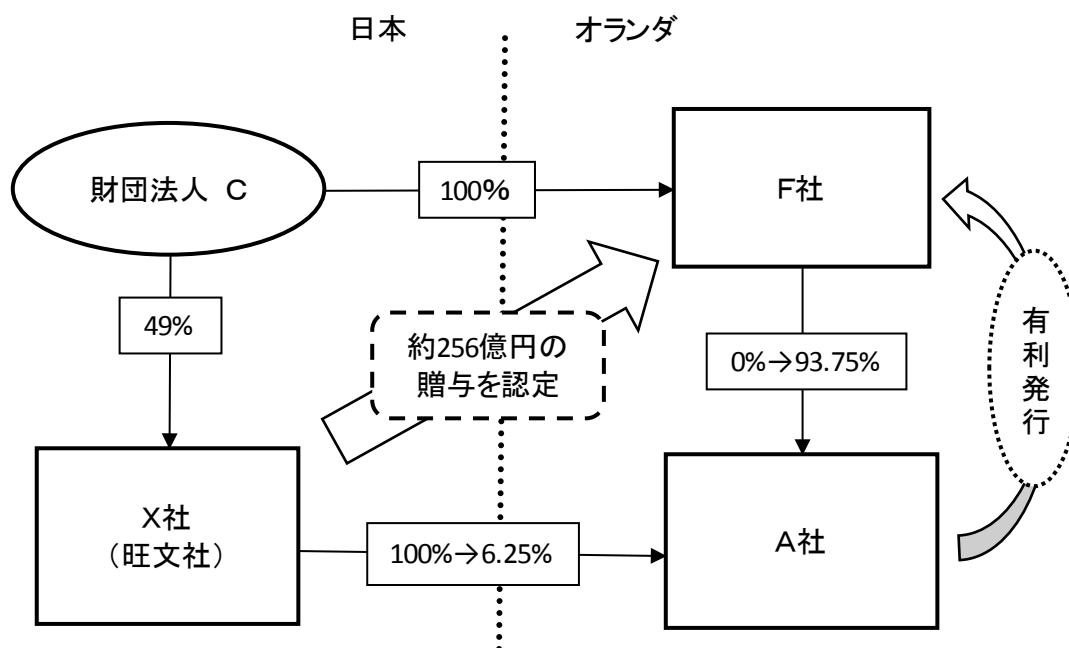 日本
オランダ
財団法人 C
100%
F社
49%
約256億円の
贈与を認定
0%→93.75%
有利発行
X社
（旺文社）
100%→6.25%
A社